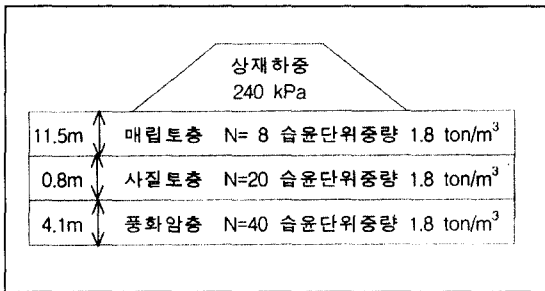 상재하중
240 kPa
11.5m 매립토층 N= 8 습윤단위중량 1.8 ton/m³
0.8m 사질토층 N=20 습윤단위중량 1.8 ton/m³
4.1m 풍화암층 N=40 습윤단위중량 1.8 ton/m³